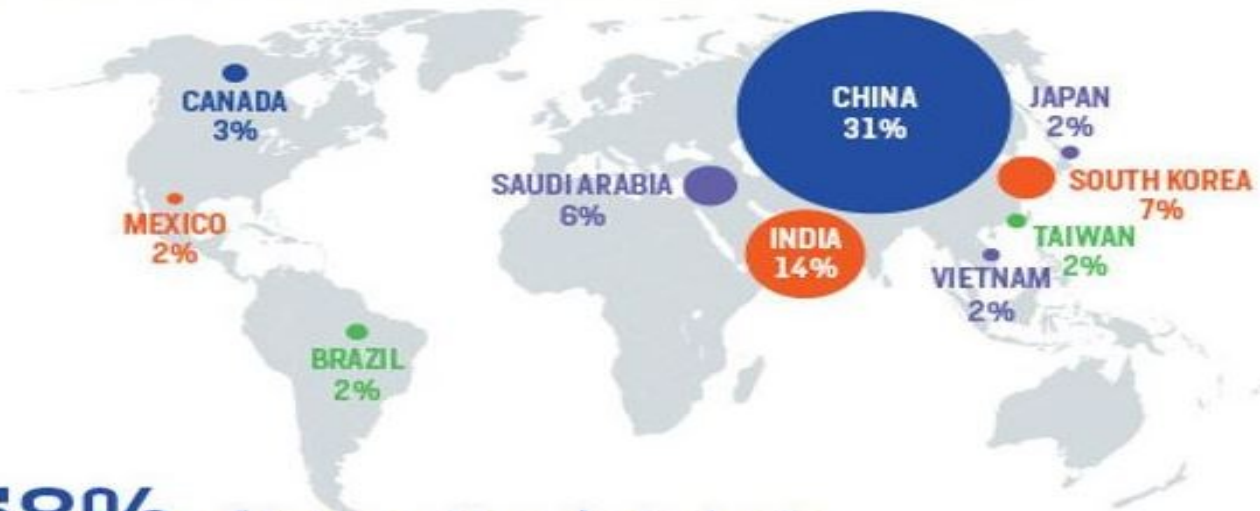 CANADA
3%
MEXICO
2%
BRAZIL
2%
SAUDI ARABIA
6%
CHINA
31%
INDIA
14%
JAPAN
2%
SOUTH KOREA
7%
TAIWAN
2%
VIETNAM
2%